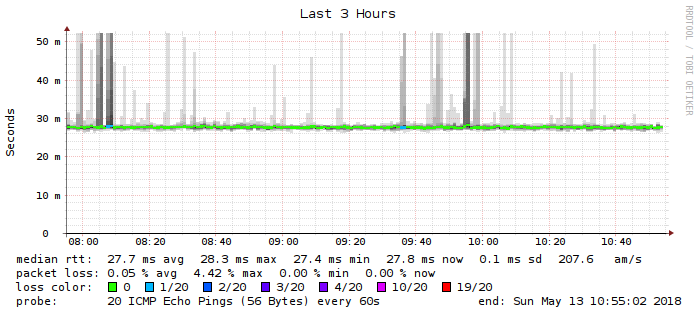 Last 3 Hours
RRDTOOL / TOBI OETIKER
Seconds
50 m
40 m
30 m
20 m
10 m
0
08:00 08:20 08:40 09:00 09:20 09:40 10:00 10:20 10:40
median rtt: 27.7 ms avg 28.3 ms max 27.4 ms min 27.8 ms now 0.1 ms sd 207.6 am/s
packet loss: 0.05 % avg 4.42 % max 0.00 % min 0.00 % now
loss color: 0 1/20 2/20 3/20 4/20 10/20 19/20
probe: 20 ICMP Echo Pings (56 Bytes) every 60s end: Sun May 13 10:55:02 2018